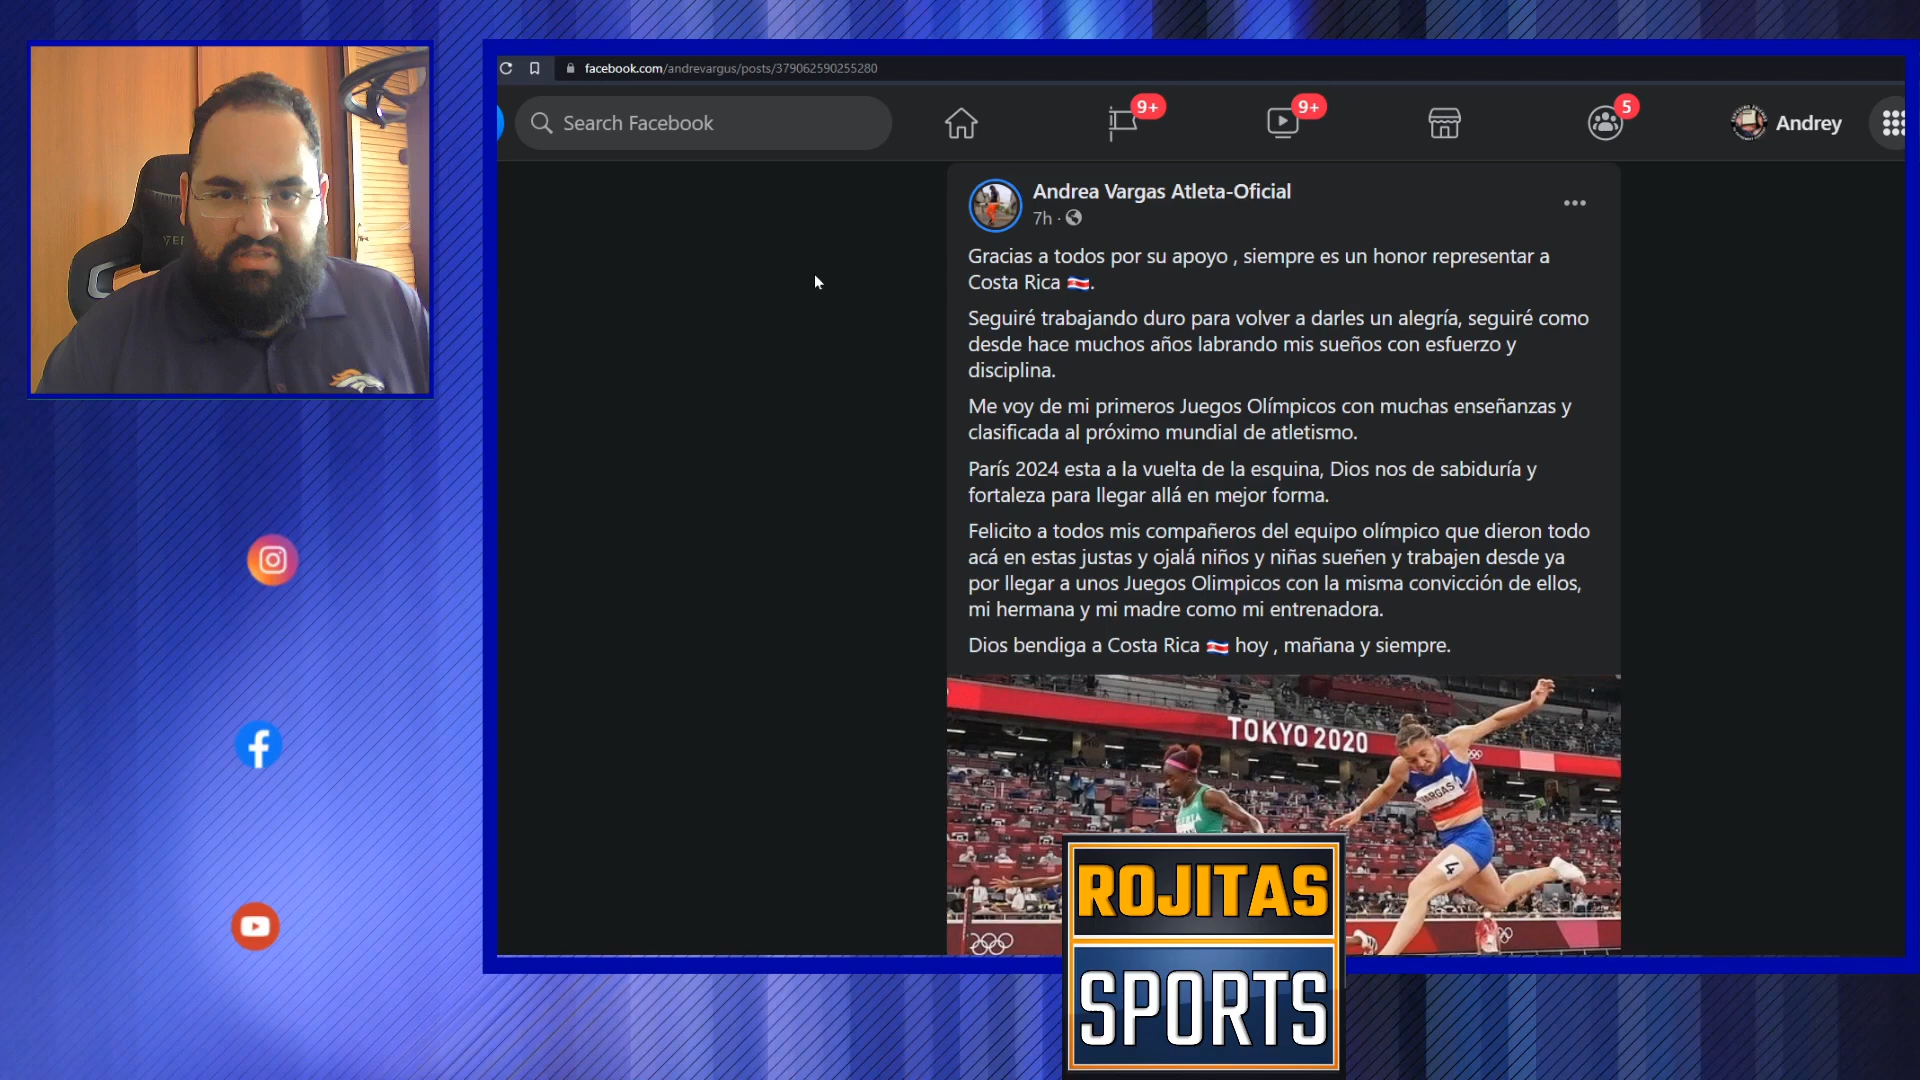 facebook.com/andrevargus/posts/379062590255280
Search Facebook
9+
9+
5
Andrey
Andrea Vargas Atleta-Oficial
7h ·
Gracias a todos por su apoyo , siempre es un honor representar a
Costa Rica 🇨🇷.
Seguiré trabajando duro para volver a darles un alegría, seguiré como
desde hace muchos años labrando mis sueños con esfuerzo y
disciplina.
Me voy de mi primeros Juegos Olímpicos con muchas enseñanzas y
clasificada al próximo mundial de atletismo.
París 2024 esta a la vuelta de la esquina, Dios nos de sabiduría y
fortaleza para llegar allá en mejor forma.
Felicito a todos mis compañeros del equipo olímpico que dieron todo
acá en estas justas y ojalá niños y niñas sueñen y trabajen desde ya
por llegar a unos Juegos Olimpicos con la misma convicción de ellos,
mi hermana y mi madre como mi entrenadora.
Dios bendiga a Costa Rica 🇨🇷 hoy , mañana y siempre.
TOKYO 2020
VARGAS
4
ROJITAS
SPORTS